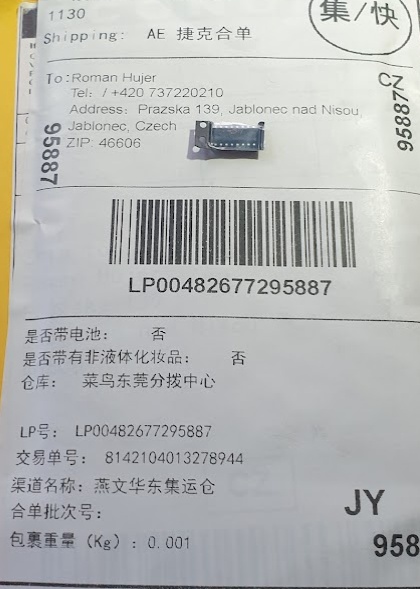 1130
集/快
Shipping: AE 捷克合单
To:Roman Hujer
Tel: / +420 737220210
Address: Prazska 139, Jablonec nad Nisou,
Jablonec, Czech
ZIP: 46606
95887
CZ
95887
LP00482677295887
是否带电池: 否
是否带有非液体化妆品: 否
仓库: 菜鸟东莞分拨中心
LP号: LP00482677295887
交易单号: 8142104013278944
渠道名称: 燕文华东集运仓
合单批次号:
包裹重量 (Kg) : 0.001
JY
958